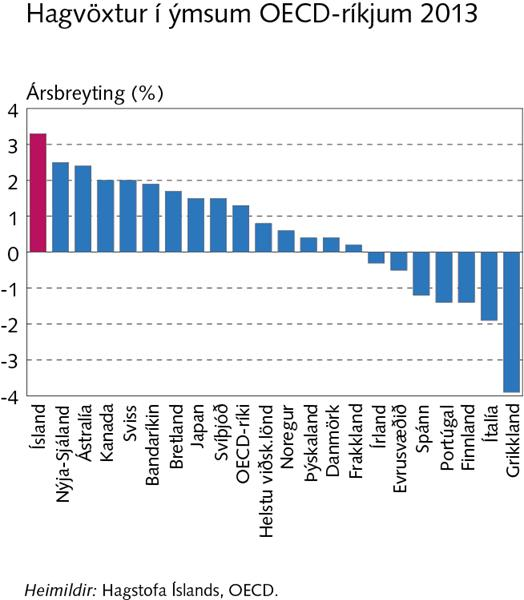 Hagvöxtur í ýmsum OECD-ríkjum 2013
Ársbreyting (%)
4
3
2
1
0
-1
-2
-3
-4
Ísland
Nýja-Sjáland
Ástralía
Kanada
Sviss
Bandaríkin
Bretland
Japan
Svíþjóð
OECD-ríki
Helstu viðsk.lönd
Noregur
Þýskaland
Danmörk
Frakkland
Írland
Evrusvæðið
Spánn
Portúgal
Finnland
Ítalía
Grikkland
Heimildir: Hagstofa Íslands, OECD.